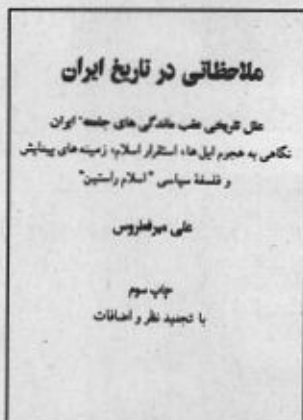 ملاحظاتی در تاریخ ایران
علل تاریخی عقب ماندگی های جامعهٔ ایران
نگاهی به هجوم ایل ها، استقرار اسلام، زمینه های پیدایش
و فلسفهٔ سیاسی "اسلام راستین"
علی میرفطروس
چاپ سوم
با تجدید نظر و اضافات